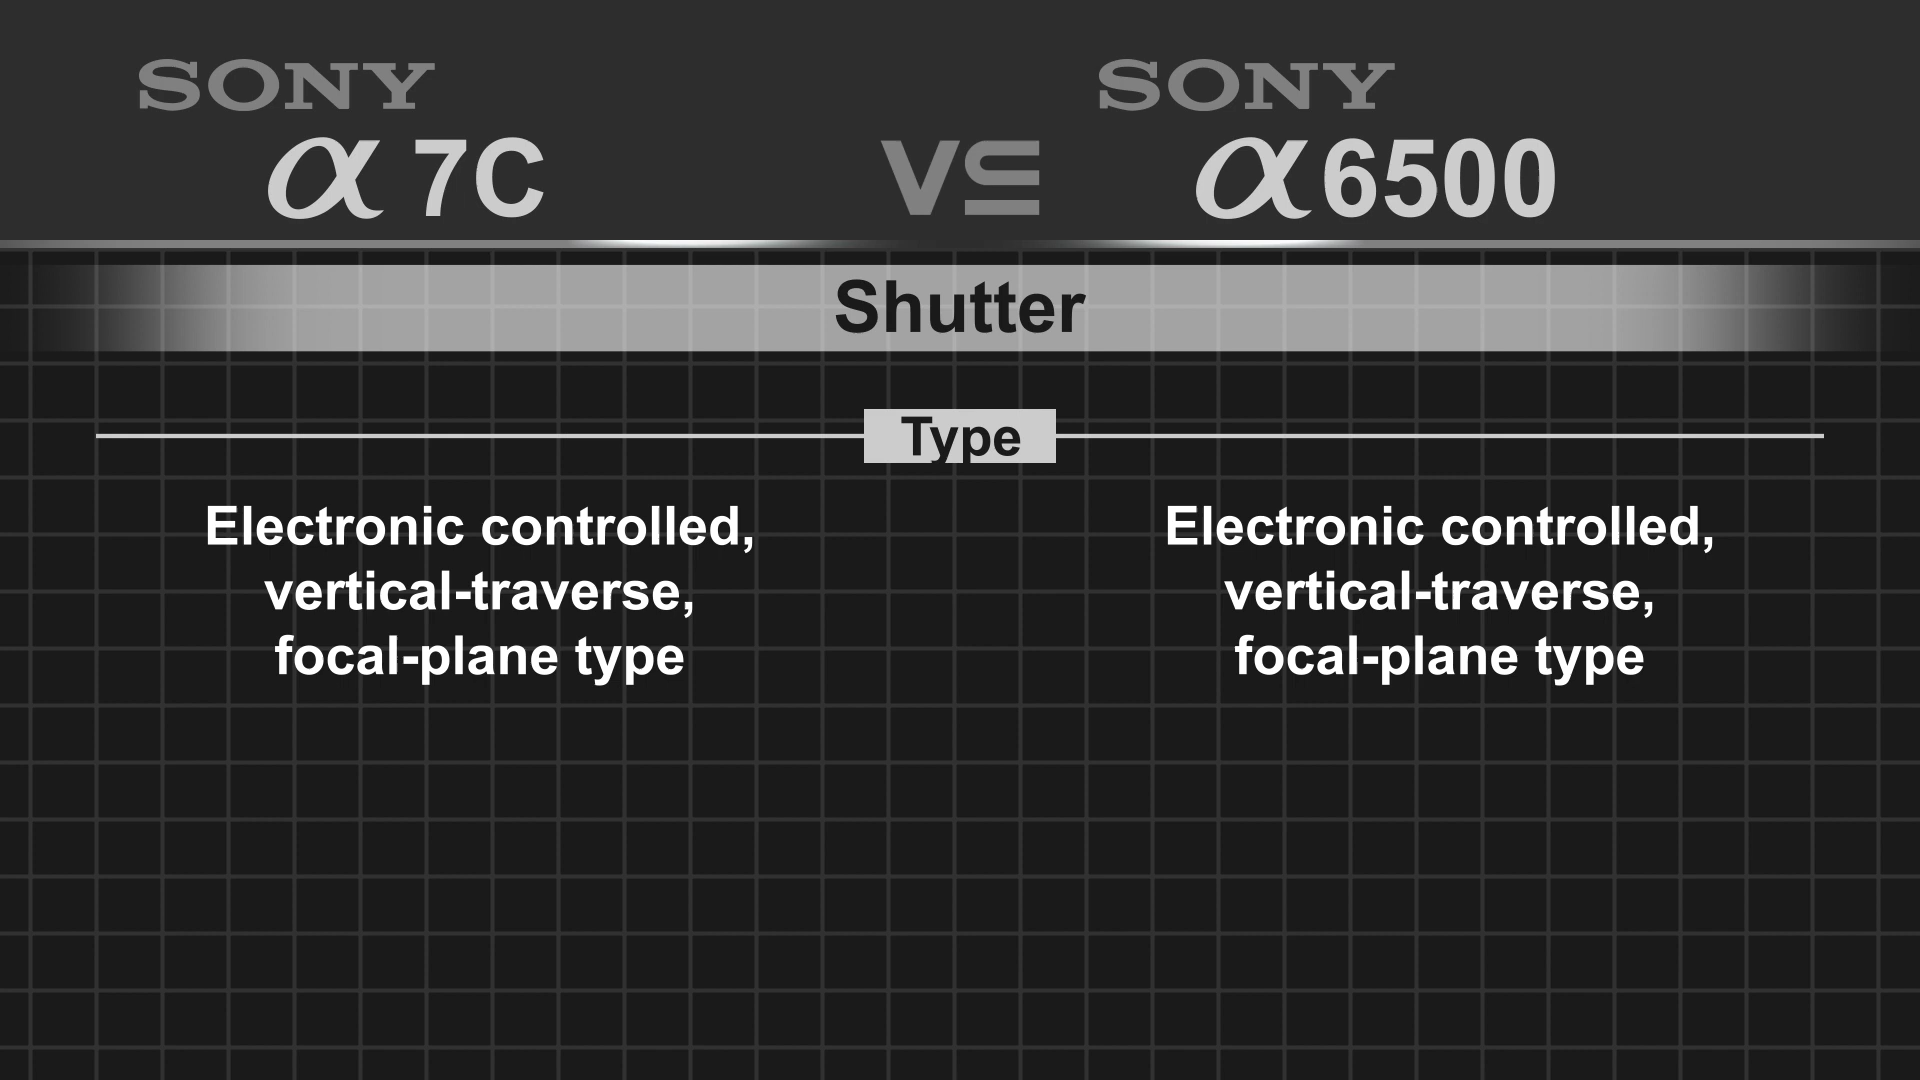 SONY
α 7C
VS
SONY
α6500
Shutter
Type
Electronic controlled,
vertical-traverse,
focal-plane type
Electronic controlled,
vertical-traverse,
focal-plane type